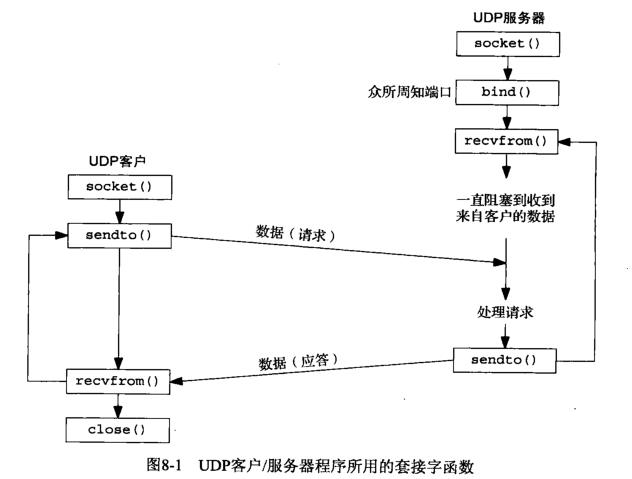 UDP服务器
socket()
众所周知端口
bind()
recvfrom()
一直阻塞到收到
来自客户的数据
UDP客户
socket()
sendto()
数据（请求）
处理请求
sendto()
数据（应答）
recvfrom()
close()
图8-1 UDP客户/服务器程序所用的套接字函数